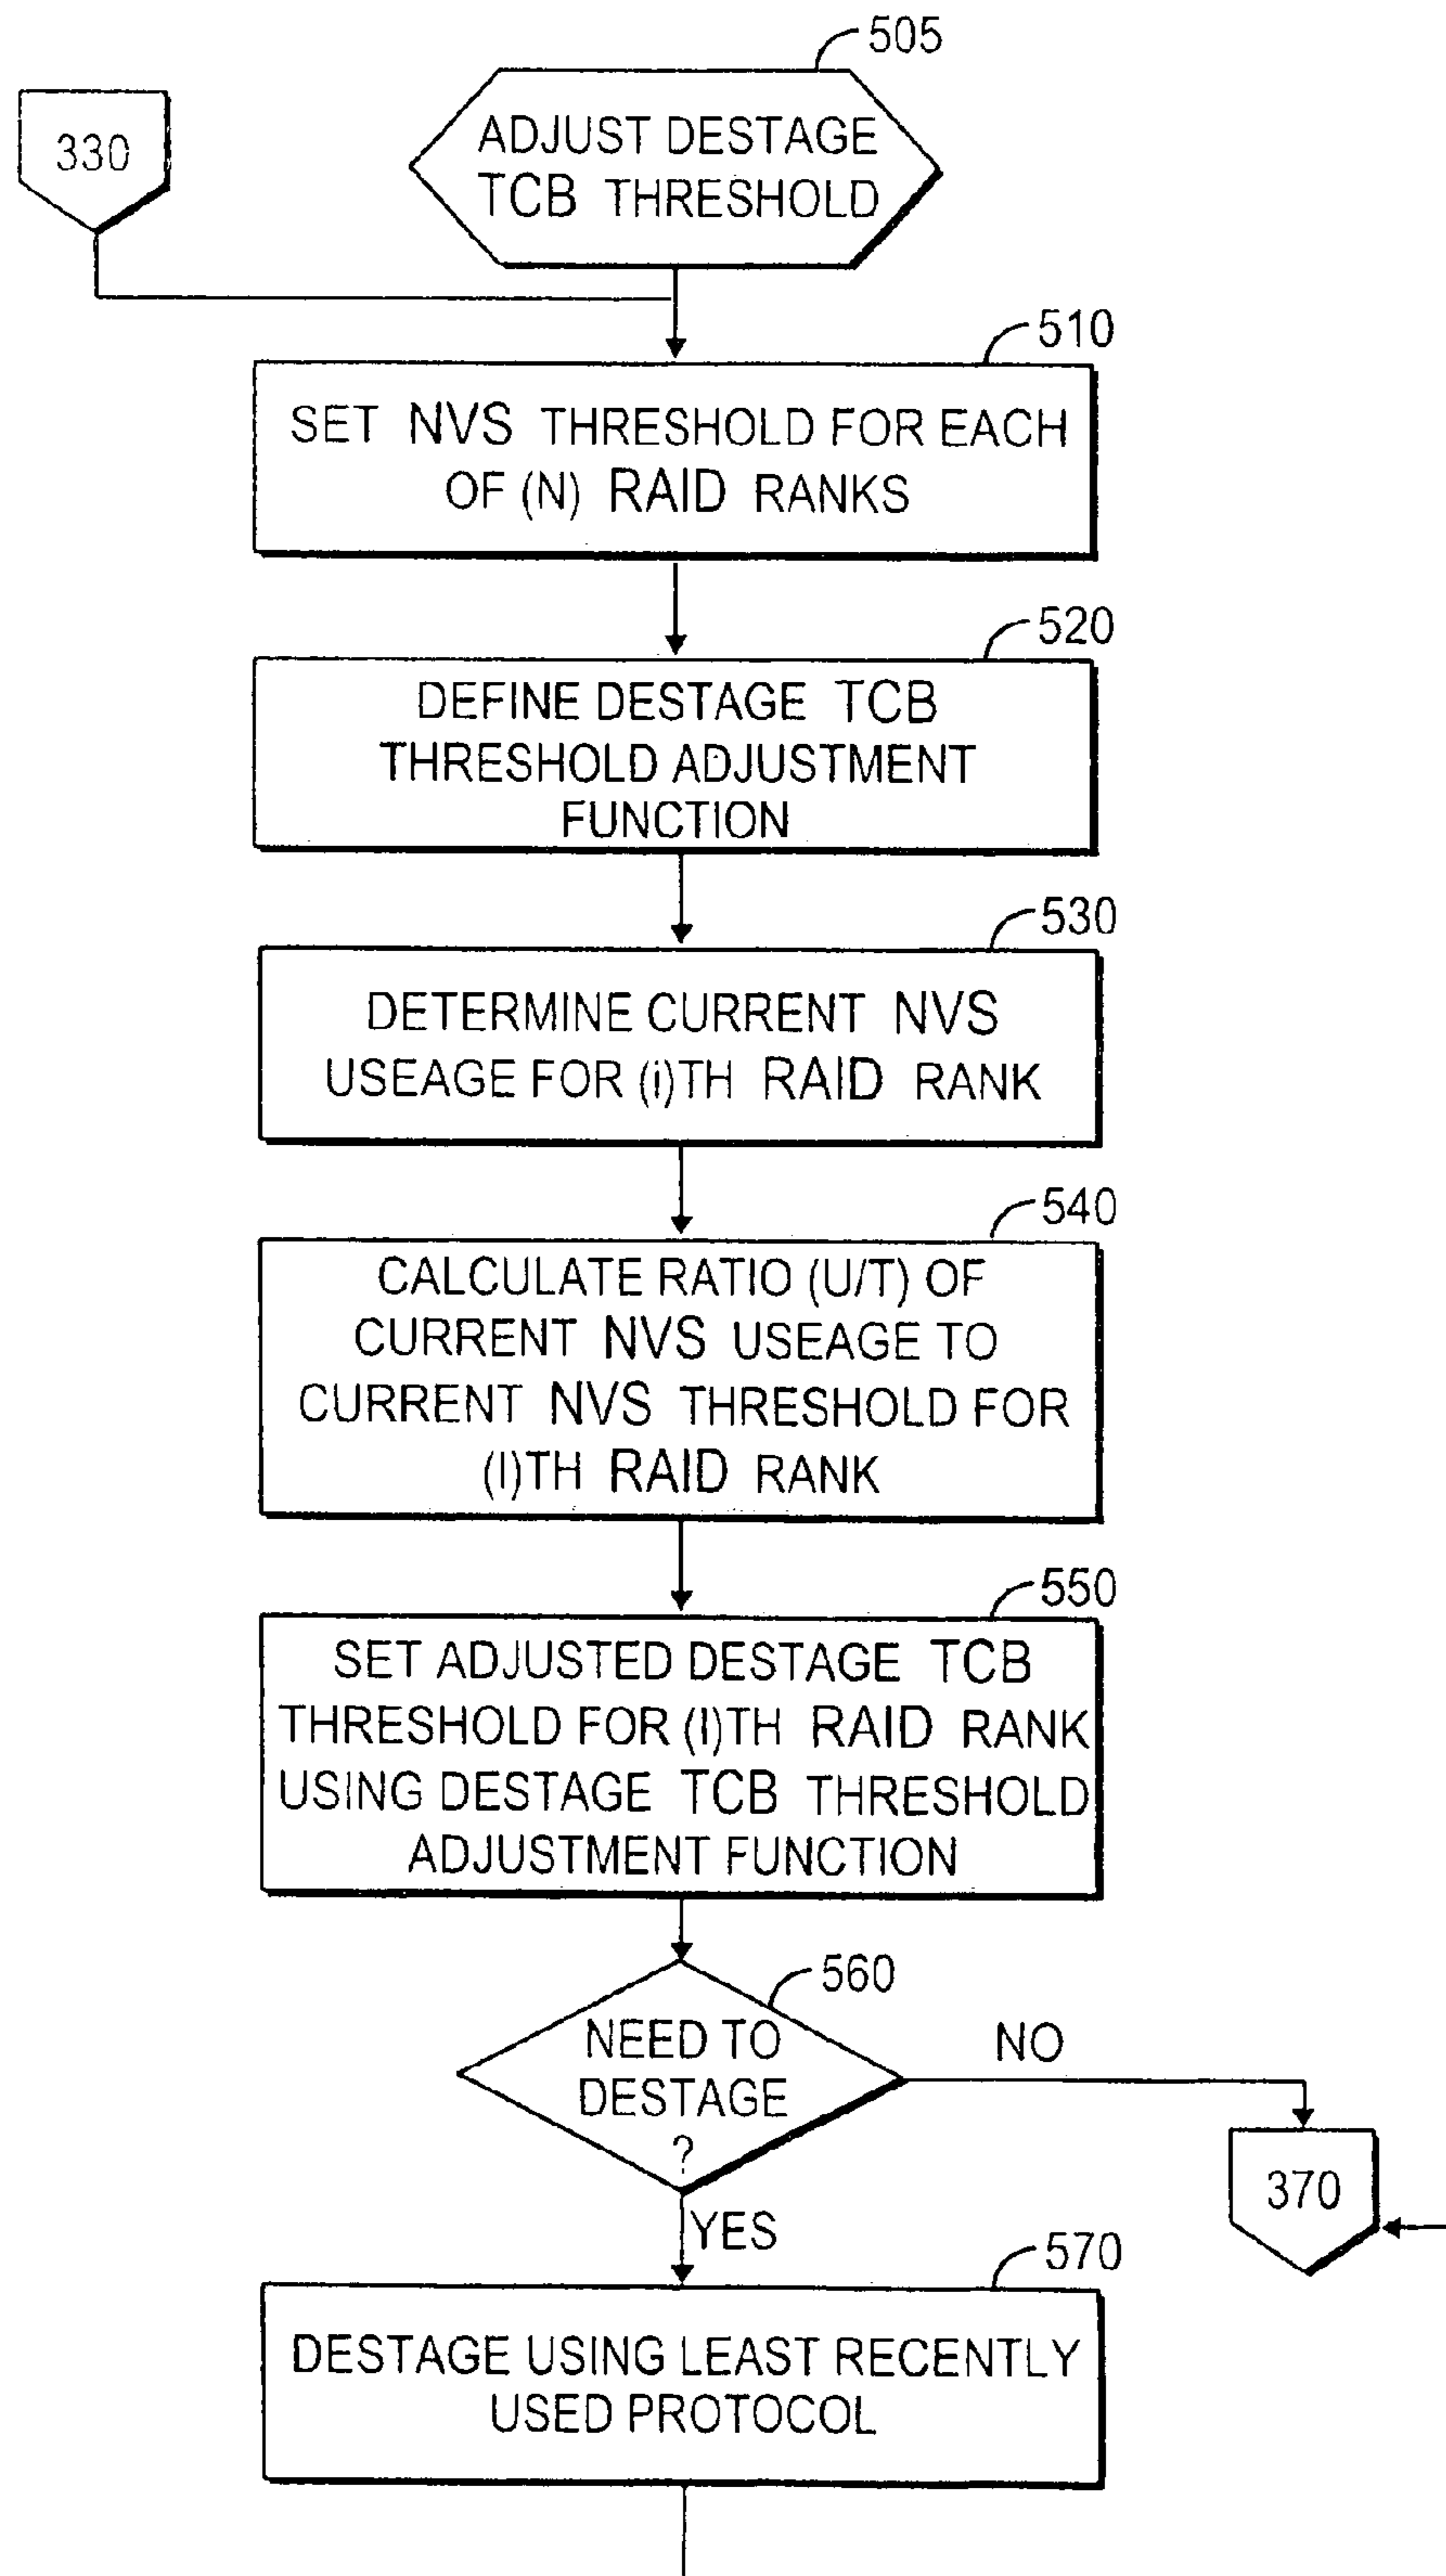 505
330
ADJUST DESTAGE
TCB THRESHOLD
510
SET NVS THRESHOLD FOR EACH
OF (N) RAID RANKS
520
DEFINE DESTAGE TCB
THRESHOLD ADJUSTMENT
FUNCTION
530
DETERMINE CURRENT NVS
USEAGE FOR (i)TH RAID RANK
540
CALCULATE RATIO (U/T) OF
CURRENT NVS USEAGE TO
CURRENT NVS THRESHOLD FOR
(I)TH RAID RANK
550
SET ADJUSTED DESTAGE TCB
THRESHOLD FOR (I)TH RAID RANK
USING DESTAGE TCB THRESHOLD
ADJUSTMENT FUNCTION
560
NEED TO
DESTAGE
?
NO
370
YES
570
DESTAGE USING LEAST RECENTLY
USED PROTOCOL